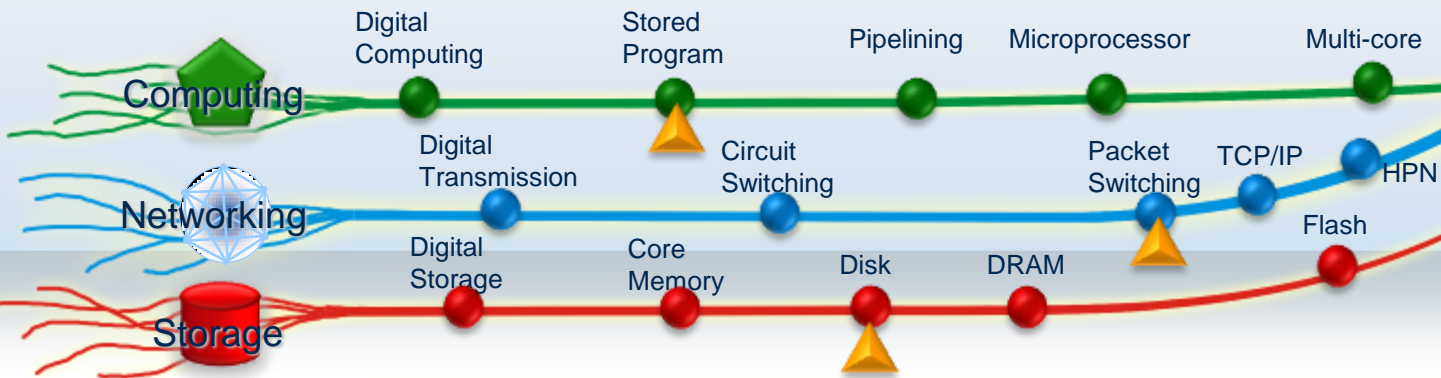 Digital
Computing
Stored
Program
Pipelining
Microprocessor
Multi-core
Computing
Digital
Transmission
Circuit
Switching
Packet
Switching
TCP/IP
HPN
Networking
Digital
Storage
Core
Memory
Disk
DRAM
Flash
Storage